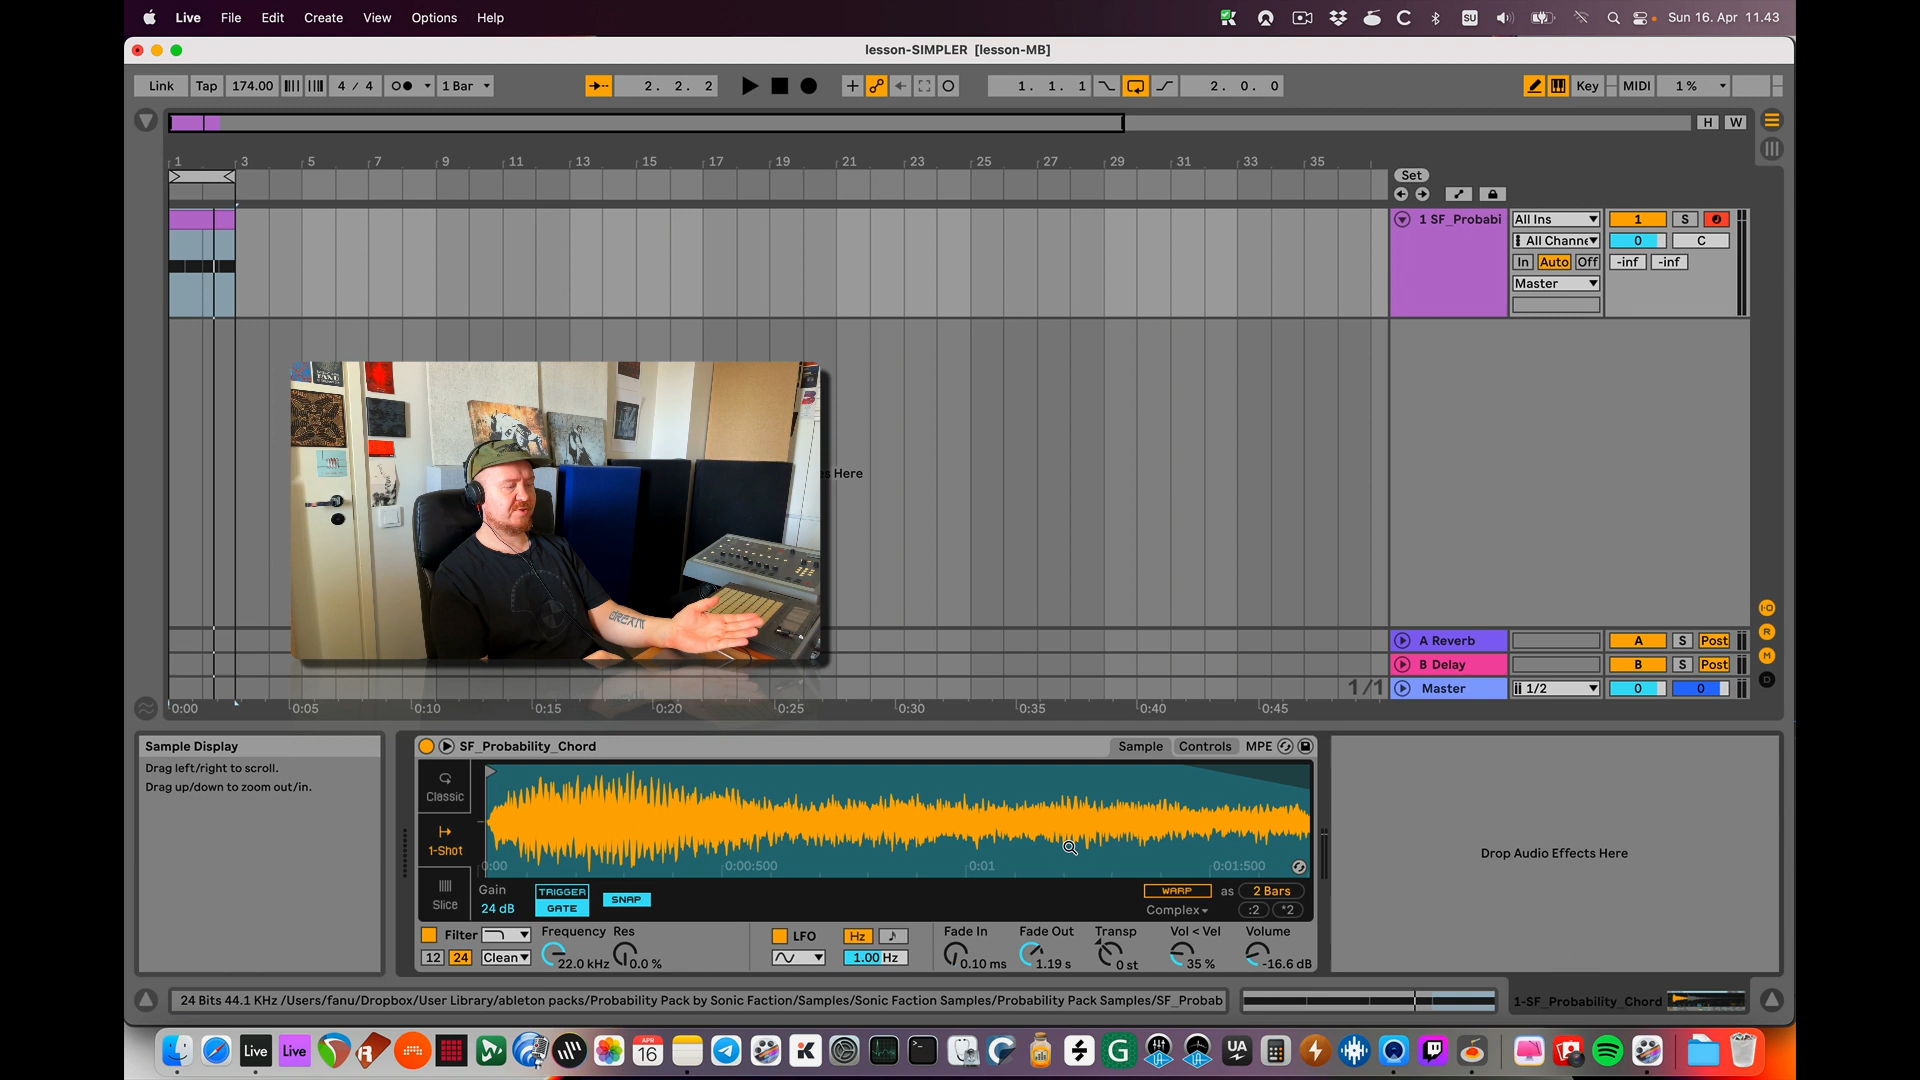 Live File Edit Create View Options Help
SU Sun 16. Apr 11.43
lesson-SIMPLER [lesson-MB]
Link Tap 174.00 4 / 4 1 Bar 2. 2. 2 1. 1. 1 2. 0. 0 Key MIDI 1 %
H W
1 3 5 7 9 11 13 15 17 19 21 23 25 27 29 31 33 35
Set
1 SF_Probabi All Ins 1 S
All Channe 0 C
In Auto Off -inf -inf
Master
es Here
DREXTN
A Reverb A S Post
B Delay B S Post
1/1 Master 1/2 0 0
I·O
R
M
D
0:00 0:05 0:10 0:15 0:20 0:25 0:30 0:35 0:40 0:45
Sample Display
Drag left/right to scroll.
Drag up/down to zoom out/in.
SF_Probability_Chord Sample Controls MPE
Classic
1-Shot
Slice
0:00 0:00:500 0:01 0:01:500
Gain
24 dB
TRIGGER
GATE
SNAP
WARP as 2 Bars
Complex :2 *2
Filter Frequency Res LFO Hz Fade In Fade Out Transp Vol < Vel Volume
12 24 Clean 22.0 kHz 0.0 % 1.00 Hz 0.10 ms 1.19 s 0 st 35 % -16.6 dB
Drop Audio Effects Here
24 Bits 44.1 KHz /Users/fanu/Dropbox/User Library/ableton packs/Probability Pack by Sonic Faction/Samples/Sonic Faction Samples/Probability Pack Samples/SF_Probab
1-SF_Probability_Chord
Live Live APR 16 UA